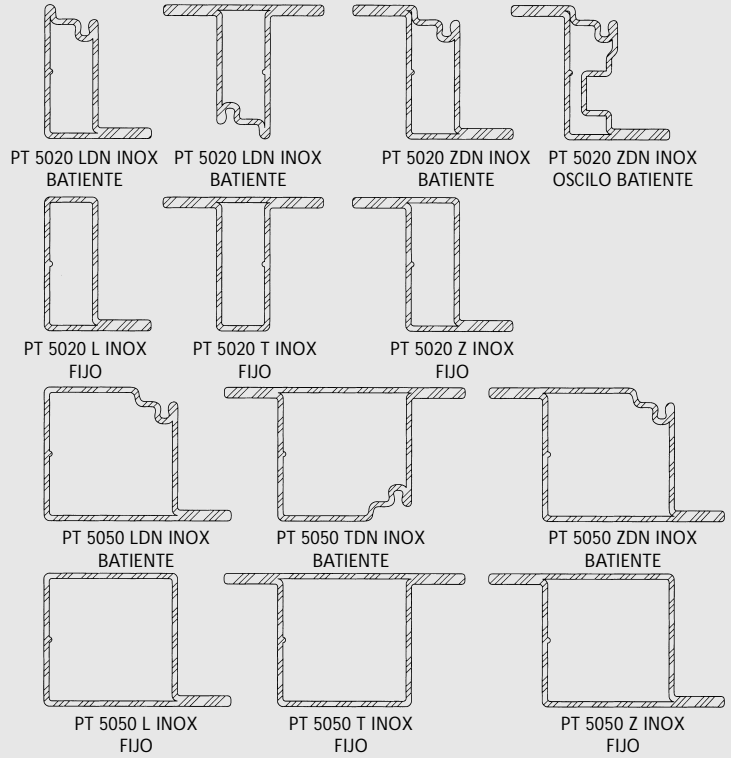 PT 5020 LDN INOX
BATIENTE
PT 5020 LDN INOX
BATIENTE
PT 5020 ZDN INOX
BATIENTE
PT 5020 ZDN INOX
OSCILO BATIENTE
PT 5020 L INOX
FIJO
PT 5020 T INOX
FIJO
PT 5020 Z INOX
FIJO
PT 5050 LDN INOX
BATIENTE
PT 5050 TDN INOX
BATIENTE
PT 5050 ZDN INOX
BATIENTE
PT 5050 L INOX
FIJO
PT 5050 T INOX
FIJO
PT 5050 Z INOX
FIJO